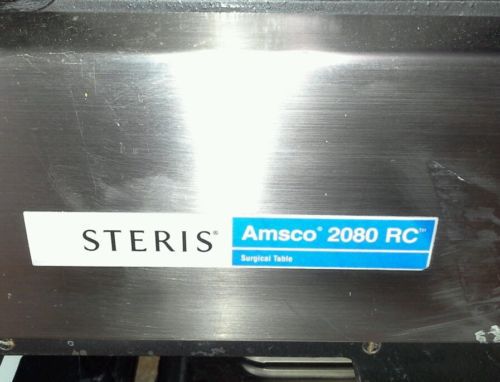 STERIS®
Amsco® 2080 RC™
Surgical Table